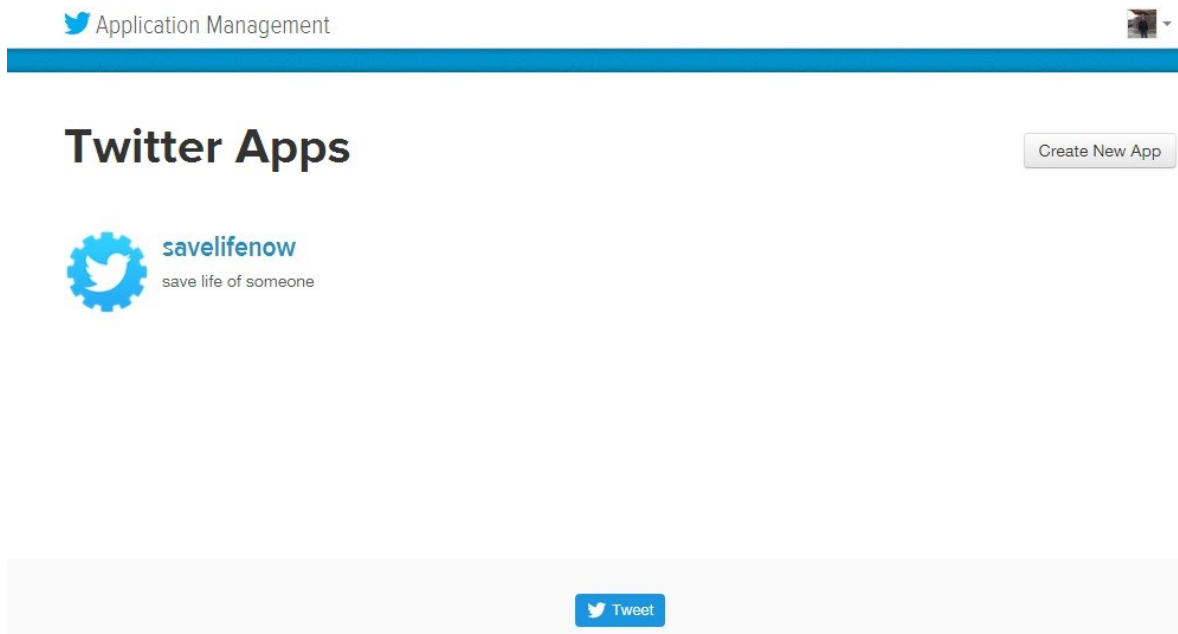 Application Management
Twitter Apps
Create New App
savelifenow
save life of someone
Tweet